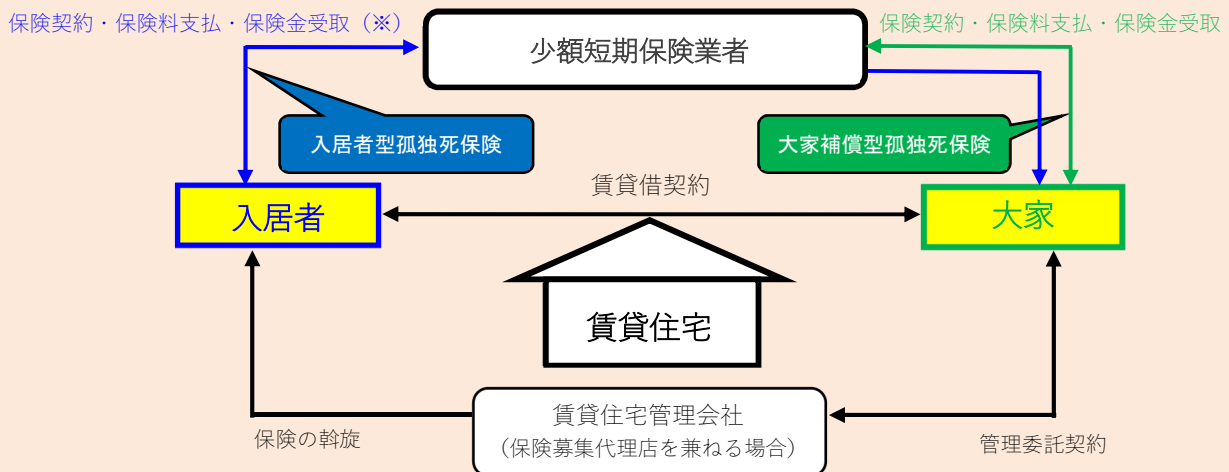 保険契約・保険料支払・保険金受取（※）
保険契約・保険料支払・保険金受取
少額短期保険業者
入居者型孤独死保険
大家補償型孤独死保険
賃貸借契約
入居者
大家
賃貸住宅
賃貸住宅管理会社
（保険募集代理店を兼ねる場合）
保険の斡旋
管理委託契約